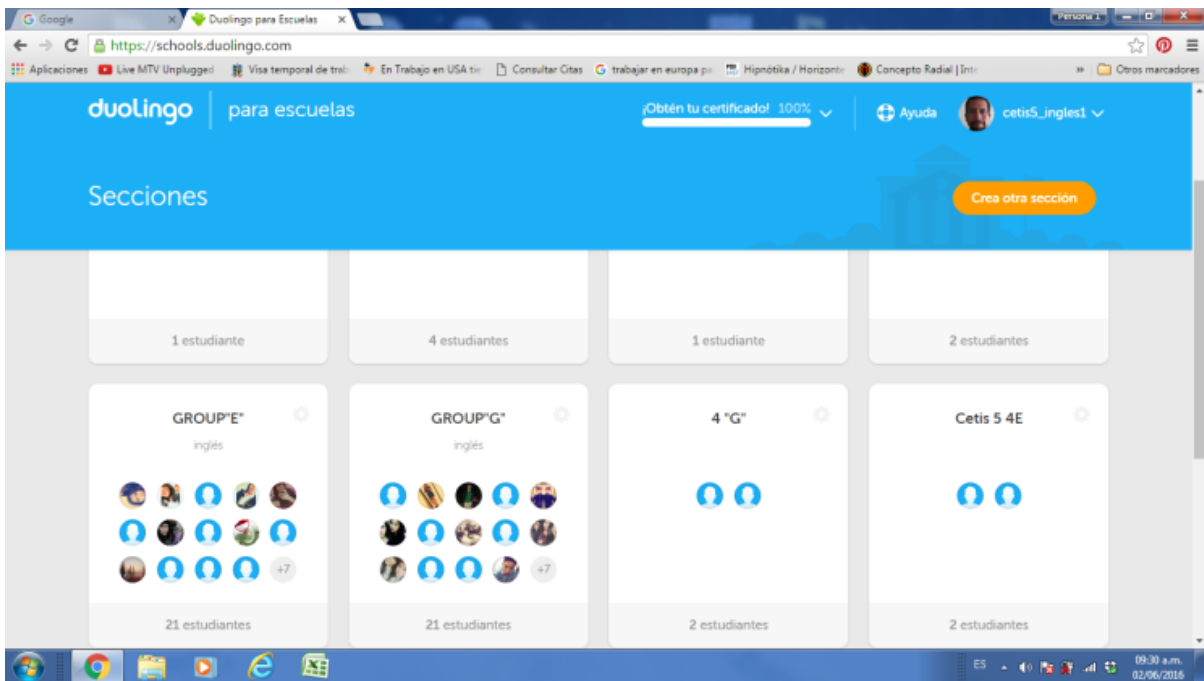 Google
Duolingo para Escuelas
Persona 1
https://schools.duolingo.com
Aplicaciones
Live MTV Unplugged
Visa temporal de trab
En Trabajo en USA tie
Consultar Citas
trabajar en europa pa
Hipnótika / Horizonte
Concepto Radial | Inte
Otros marcadores
duolingo para escuelas
¡Obtén tu certificado! 100%
Ayuda
cetis5_ingles1
Secciones
Crea otra sección
1 estudiante
4 estudiantes
1 estudiante
2 estudiantes
GROUP"E"
inglés
+7
21 estudiantes
GROUP"G"
inglés
+7
21 estudiantes
4 "G"
2 estudiantes
Cetis 5 4E
2 estudiantes
ES
09:30 a.m.
02/06/2016